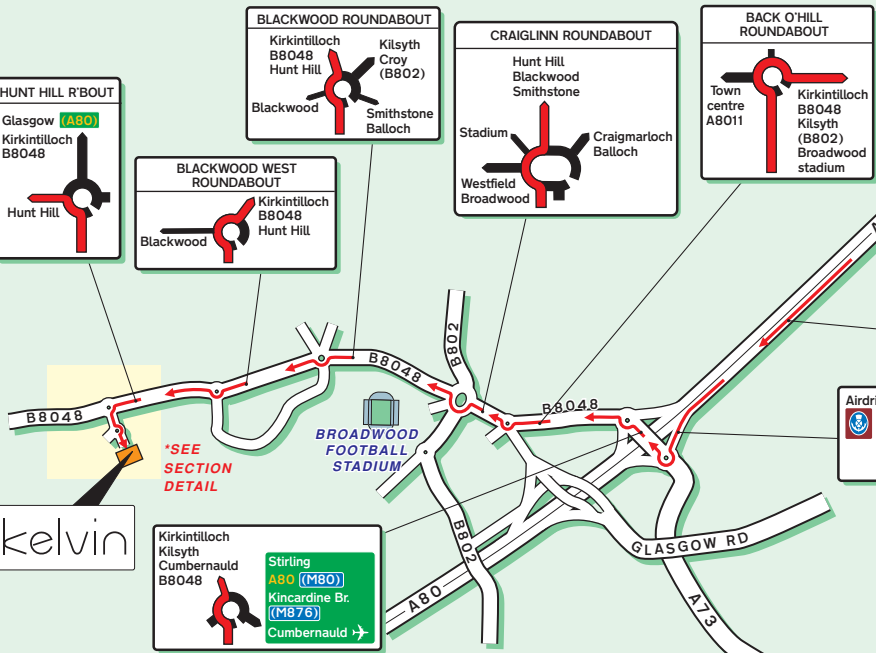 BLACKWOOD ROUNDABOUT
Kirkintilloch
B8048
Hunt Hill
Kilsyth
Croy
(B802)
Blackwood
Smithstone
Balloch
CRAIGLINN ROUNDABOUT
Hunt Hill
Blackwood
Smithstone
Stadium
Craigmarloch
Balloch
Westfield
Broadwood
BACK O'HILL
ROUNDABOUT
Town
centre
A8011
Kirkintilloch
B8048
Kilsyth
(B802)
Broadwood
stadium
HUNT HILL R'BOUT
Glasgow (A80)
Kirkintilloch
B8048
Hunt Hill
BLACKWOOD WEST
ROUNDABOUT
Kirkintilloch
B8048
Hunt Hill
Blackwood
B802
B8048
B8048
B8048
BROADWOOD
FOOTBALL
STADIUM
*SEE
SECTION
DETAIL
kelvin
B802
A80
GLASGOW RD
A73
Kirkintilloch
Kilsyth
Cumbernauld
B8048
Stirling
A80 (M80)
Kincardine Br.
(M876)
Cumbernauld